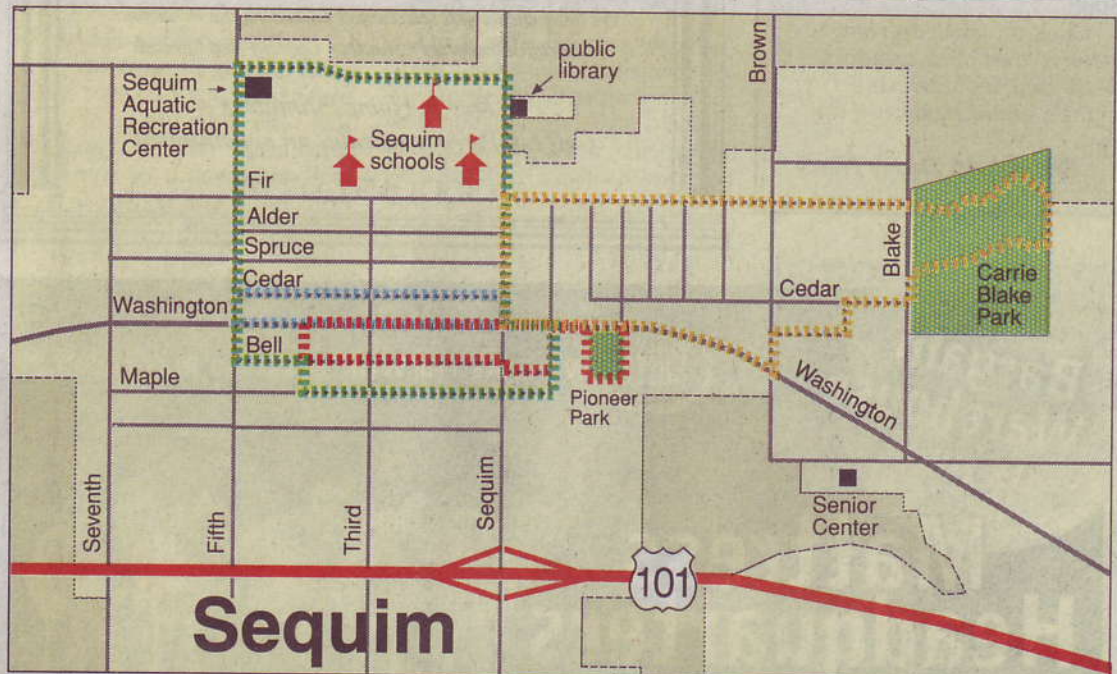 Sequim
Aquatic
Recreation
Center
public
library
Brown
Sequim
schools
Fir
Alder
Spruce
Cedar
Washington
Bell
Maple
Blake
Cedar
Carrie
Blake
Park
Pioneer
Park
Washington
Seventh
Fifth
Third
Sequim
Senior
Center
101
Sequim